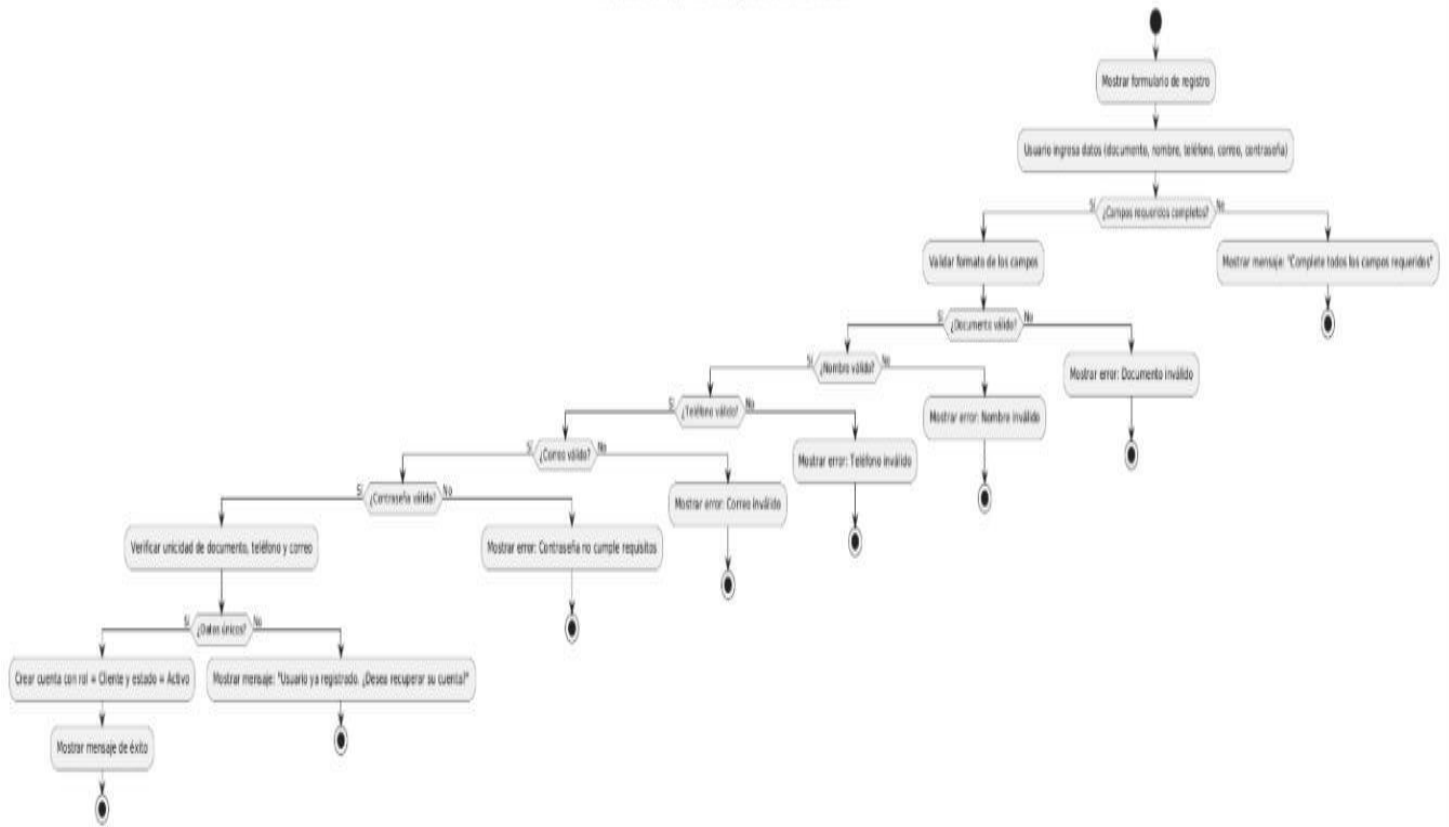 Mostrar formulario de registro
Usuario ingresa datos (documento, nombre, teléfono, correo, contraseña)
Sí
¿Campos requeridos completos?
No
Validar formato de los campos
Mostrar mensaje: "Complete todos los campos requeridos"
Sí
¿Documento válido?
No
Sí
¿Nombre válido?
No
Mostrar error: Documento inválido
Sí
¿Teléfono válido?
No
Mostrar error: Nombre inválido
Sí
¿Correo válido?
No
Mostrar error: Teléfono inválido
Sí
¿Contraseña válida?
No
Mostrar error: Correo inválido
Verificar unicidad de documento, teléfono y correo
Mostrar error: Contraseña no cumple requisitos
Sí
¿Datos únicos?
No
Crear cuenta con rol = Cliente y estado = Activo
Mostrar mensaje: "Usuario ya registrado. ¿Desea recuperar su cuenta?"
Mostrar mensaje de éxito